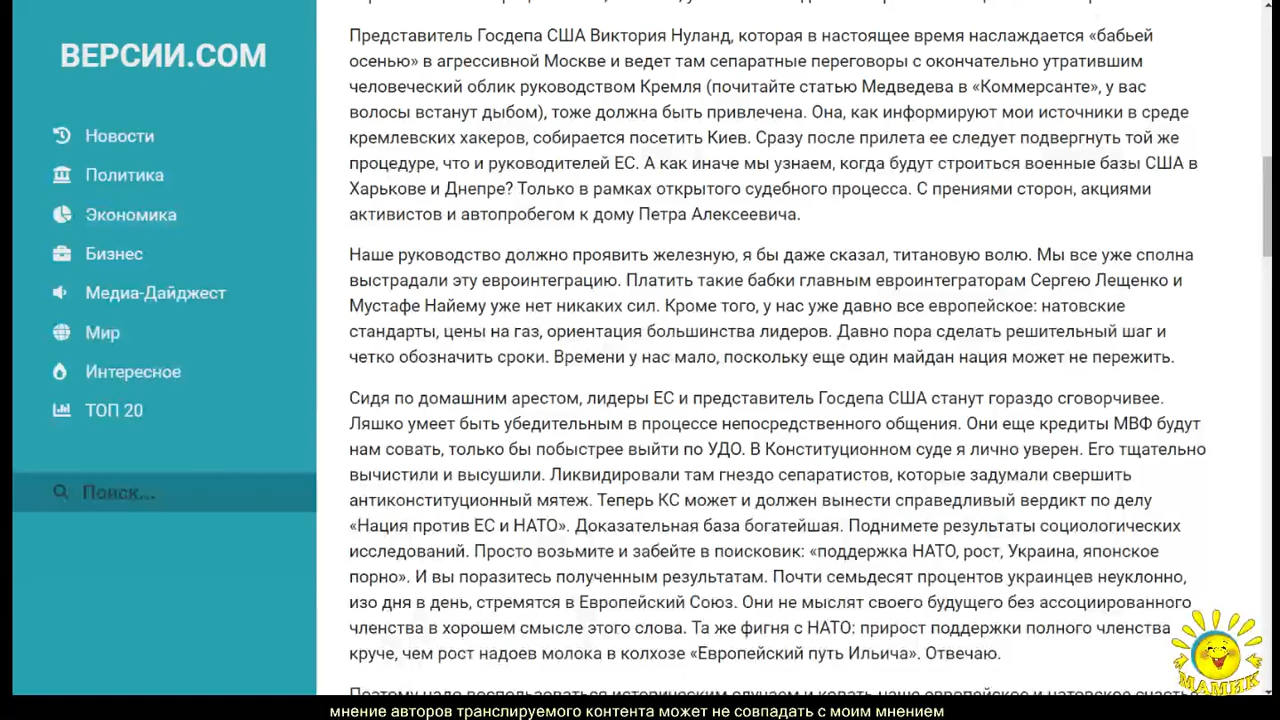 ВЕРСИИ.COM
Новости
Политика
Экономика
Бизнес
Медиа-Дайджест
Мир
Интересное
ТОП 20
Поиск...
Представитель Госдепа США Виктория Нуланд, которая в настоящее время наслаждается «бабьей
осенью» в агрессивной Москве и ведет там сепаратные переговоры с окончательно утратившим
человеческий облик руководством Кремля (почитайте статью Медведева в «Коммерсанте», у вас
волосы встанут дыбом), тоже должна быть привлечена. Она, как информируют мои источники в среде
кремлевских хакеров, собирается посетить Киев. Сразу после прилета ее следует подвергнуть той же
процедуре, что и руководителей ЕС. А как иначе мы узнаем, когда будут строиться военные базы США в
Харькове и Днепре? Только в рамках открытого судебного процесса. С прениями сторон, акциями
активистов и автопробегом к дому Петра Алексеевича.
Наше руководство должно проявить железную, я бы даже сказал, титановую волю. Мы все уже сполна
выстрадали эту евроинтеграцию. Платить такие бабки главным евроинтеграторам Сергею Лещенко и
Мустафе Найему уже нет никаких сил. Кроме того, у нас уже давно все европейское: натовские
стандарты, цены на газ, ориентация большинства лидеров. Давно пора сделать решительный шаг и
четко обозначить сроки. Времени у нас мало, поскольку еще один майдан нация может не пережить.
Сидя по домашним арестом, лидеры ЕС и представитель Госдепа США станут гораздо сговорчивее.
Ляшко умеет быть убедительным в процессе непосредственного общения. Они еще кредиты МВФ будут
нам совать, только бы побыстрее выйти по УДО. В Конституционном суде я лично уверен. Его тщательно
вычистили и высушили. Ликвидировали там гнездо сепаратистов, которые задумали свершить
антиконституционный мятеж. Теперь КС может и должен вынести справедливый вердикт по делу
«Нация против ЕС и НАТО». Доказательная база богатейшая. Поднимете результаты социологических
исследований. Просто возьмите и забейте в поисковик: «поддержка НАТО, рост, Украина, японское
порно». И вы поразитесь полученным результатам. Почти семьдесят процентов украинцев неуклонно,
изо дня в день, стремятся в Европейский Союз. Они не мыслят своего будущего без ассоциированного
членства в хорошем смысле этого слова. Та же фигня с НАТО: прирост поддержки полного членства
круче, чем рост надоев молока в колхозе «Европейский путь Ильича». Отвечаю.
Поэтому надо воспользоваться историческим случаем и ковать наше европейское и натовское
МАМИК
мнение авторов транслируемого контента может не совпадать с моим мнением